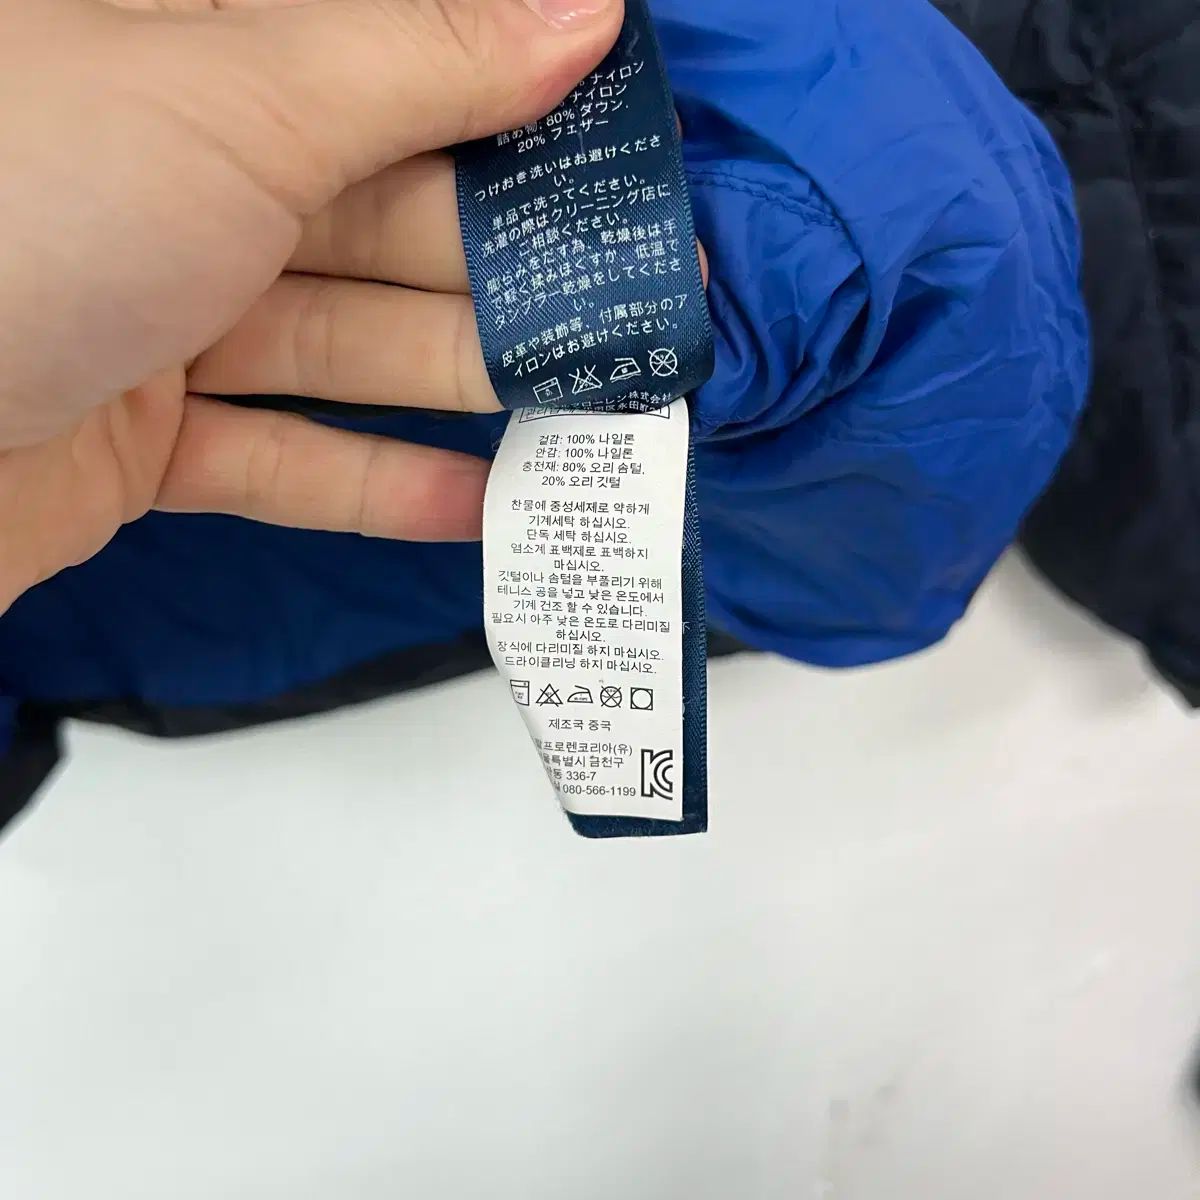 ナイロン
ナイロン
詰め物: 80% ダウン.
20% フェザー
つけおき洗いはお避けくださ
い。
単品で洗ってください。
洗濯の際はクリーニング店に
ご相談ください。
膨らみをだす為、乾燥後は手
で軽く揉みほぐすか 低温で
タンブラー乾燥をしてくださ
い。
皮革や装飾等、付属部分のア
イロンはお避けください。
ローレン株式会社
겉감: 100% 나일론
안감: 100% 나일론
충전재: 80% 오리 솜털,
20% 오리 깃털
찬물에 중성세제로 약하게
기계세탁 하십시오.
단독 세탁 하십시오.
염소계 표백제로 표백하지
마십시오.
깃털이나 솜털을 부풀리기 위해
테니스 공을 넣고 낮은 온도에서
기계 건조 할 수 있습니다.
필요시 아주 낮은 온도로 다리미질
하십시오.
장식에 다리미질 하지 마십시오.
드라이클리닝 하지 마십시오.
제조국 중국
랄프로렌코리아(유)
울특별시 금천구
산동 336-7
실 080-566-1199